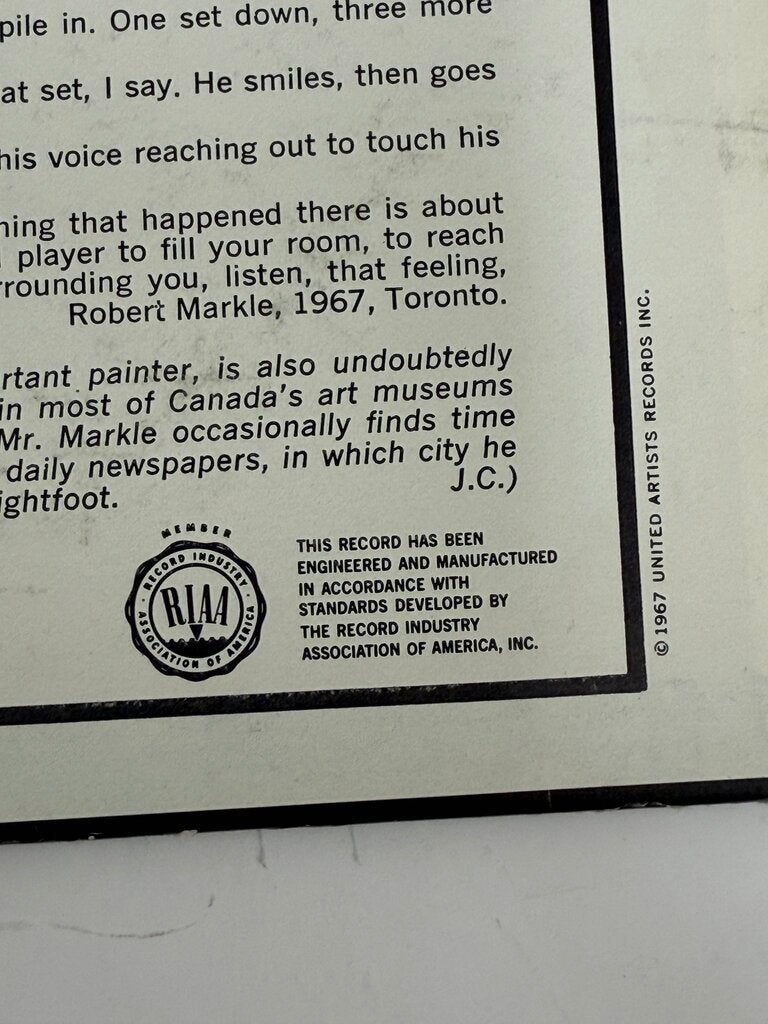 pile in. One set down, three more
at set, I say. He smiles, then goes
his voice reaching out to touch his
ning that happened there is about
player to fill your room, to reach
rrounding you, listen, that feeling,
Robert Markle, 1967, Toronto.
rtant painter, is also undoubtedly
in most of Canada's art museums
Mr. Markle occasionally finds time
daily newspapers, in which city he
ightfoot. J.C.)
MEMBER
RECORD INDUSTRY
RIAA
ASSOCIATION OF AMERICA
THIS RECORD HAS BEEN
ENGINEERED AND MANUFACTURED
IN ACCORDANCE WITH
STANDARDS DEVELOPED BY
THE RECORD INDUSTRY
ASSOCIATION OF AMERICA, INC.
© 1967 UNITED ARTISTS RECORDS INC.